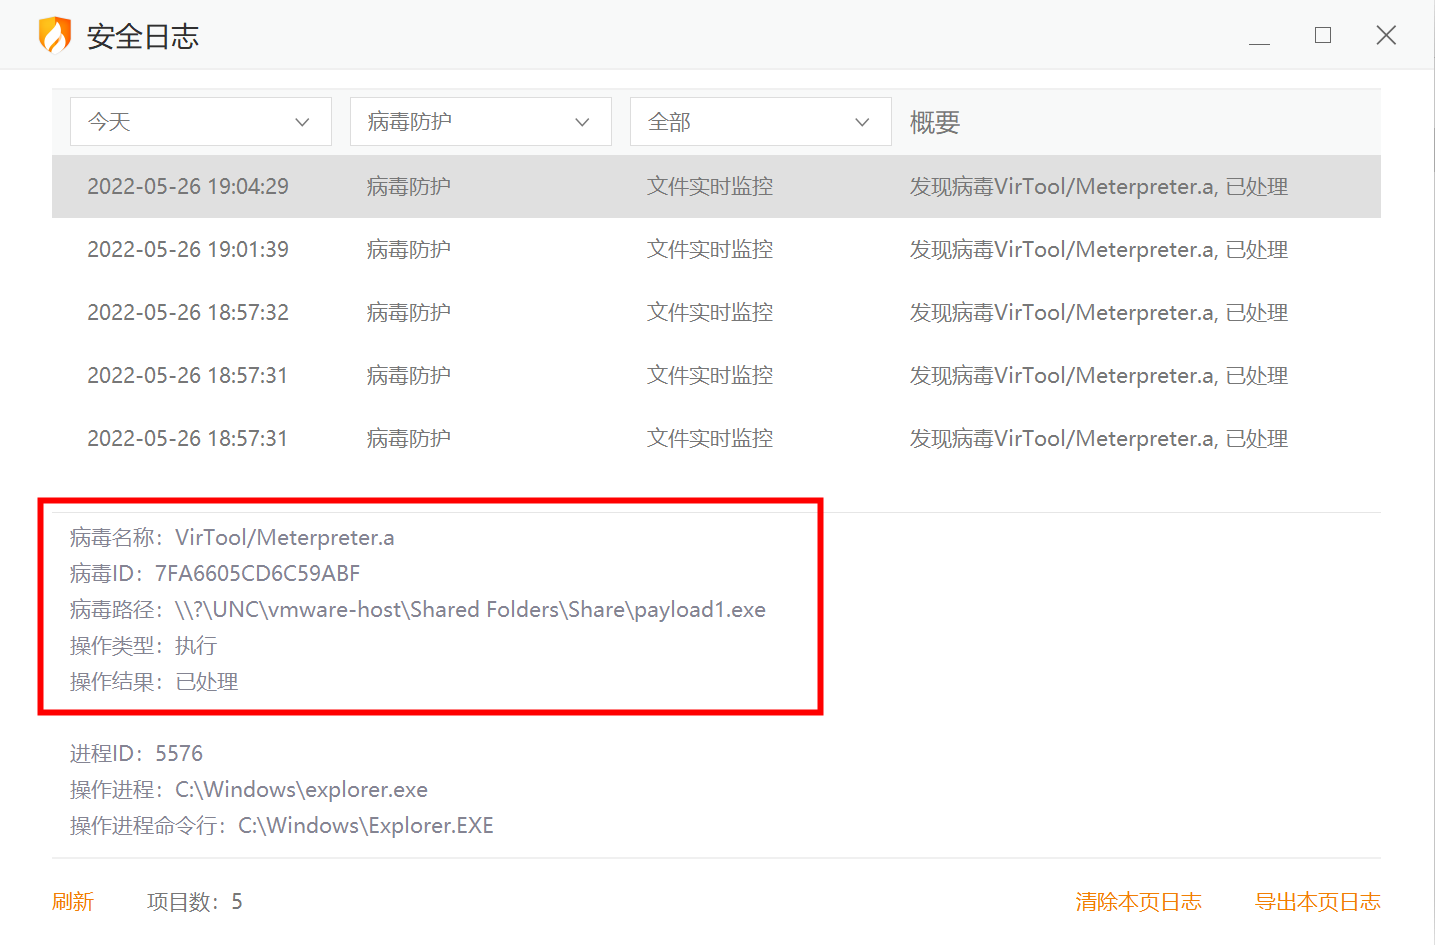 安全日志
今天 病毒防护 全部 概要
2022-05-26 19:04:29 病毒防护 文件实时监控 发现病毒VirTool/Meterpreter.a, 已处理
2022-05-26 19:01:39 病毒防护 文件实时监控 发现病毒VirTool/Meterpreter.a, 已处理
2022-05-26 18:57:32 病毒防护 文件实时监控 发现病毒VirTool/Meterpreter.a, 已处理
2022-05-26 18:57:31 病毒防护 文件实时监控 发现病毒VirTool/Meterpreter.a, 已处理
2022-05-26 18:57:31 病毒防护 文件实时监控 发现病毒VirTool/Meterpreter.a, 已处理
病毒名称：VirTool/Meterpreter.a
病毒ID：7FA6605CD6C59ABF
病毒路径：\\?\UNC\vmware-host\Shared Folders\Share\payload1.exe
操作类型：执行
操作结果：已处理
进程ID：5576
操作进程：C:\Windows\explorer.exe
操作进程命令行：C:\Windows\Explorer.EXE
刷新 项目数：5 清除本页日志 导出本页日志